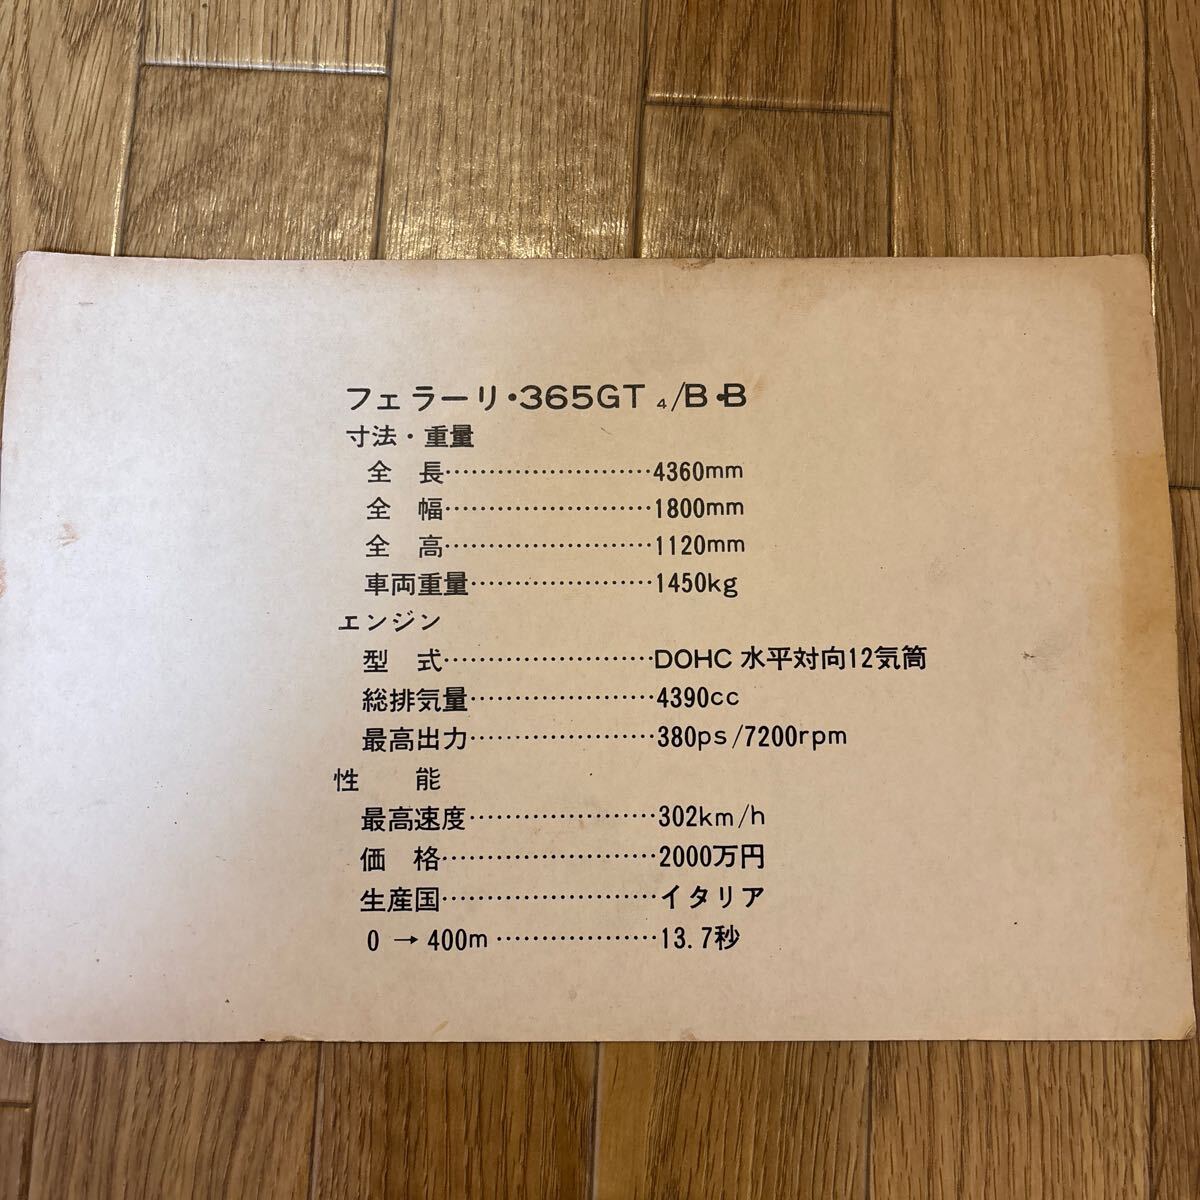 フェラーリ・365GT 4/B・B
寸法・重量
全 長……………………4360mm
全 幅……………………1800mm
全 高……………………1120mm
車両重量…………………1450kg
エンジン
型 式……………………DOHC 水平対向12気筒
総排気量…………………4390cc
最高出力…………………380ps/7200rpm
性 能
最高速度…………………302km/h
価 格……………………2000万円
生産国……………………イタリア
0 → 400m ………………13.7秒